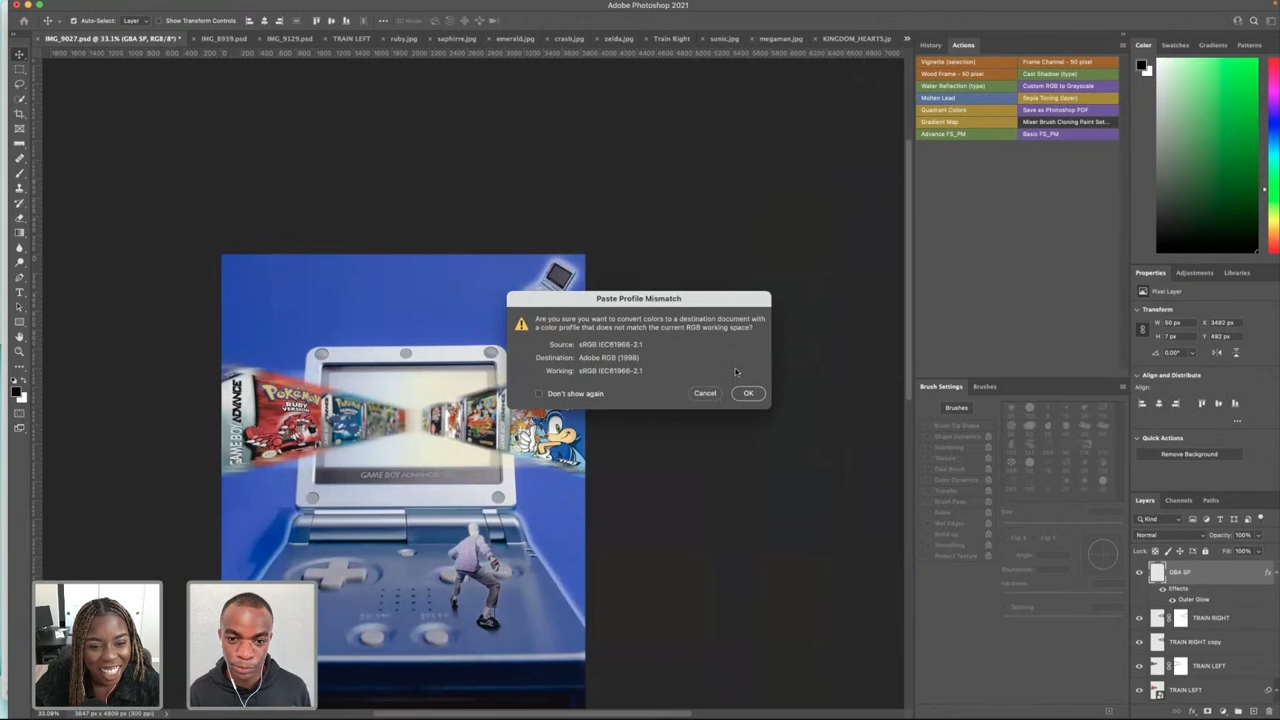 Adobe Photoshop 2021
Auto-Select: Layer Show Transform Controls 3D Mode:
IMG_9027.psd @ 33.1% (GBA SP, RGB/8*) * IMG_8939.psd IMG_9129.psd TRAIN LEFT ruby.jpg saphirre.jpg emerald.jpg crash.jpg zelda.jpg Train Right sonic.jpg megaman.jpg KINGDOM_HEARTS.jp
History Actions
Vignette (selection) Frame Channel - 50 pixel
Wood Frame - 50 pixel Cast Shadow (type)
Water Reflection (type) Custom RGB to Grayscale
Molten Lead Sepia Toning (layer)
Quadrant Colors Save as Photoshop PDF
Gradient Map Mixer Brush Cloning Paint Set...
Advance FS_PM Basic FS_PM
Color Swatches Gradients Patterns
Paste Profile Mismatch
Are you sure you want to convert colors to a destination document with
a color profile that does not match the current RGB working space?
Source: sRGB IEC61966-2.1
Destination: Adobe RGB (1998)
Working: sRGB IEC61966-2.1
Don't show again Cancel OK
GAME BOY ADVANCE
POKéMON
RUBY VERSION
GAME BOY ADVANCE SP
Properties Adjustments Libraries
Pixel Layer
Transform
W 50 px X 3482 px
H 7 px Y 492 px
0.00°
Align and Distribute
Align:
Quick Actions
Remove Background
Brush Settings Brushes
Brushes
Brush Tip Shape
Shape Dynamics
Scattering
Texture
Dual Brush
Color Dynamics
Transfer
Brush Pose
Noise
Wet Edges
Build-up
Smoothing
Protect Texture
Size
Flip X Flip Y
Angle:
Roundness:
Hardness
Spacing
Layers Channels Paths
Kind
Normal Opacity: 100%
Lock: Fill: 100%
GBA SP fx
Effects
Outer Glow
TRAIN RIGHT
TRAIN RIGHT copy
TRAIN LEFT
TRAIN LEFT
33.08% 3647 px x 4809 px (300 ppi)